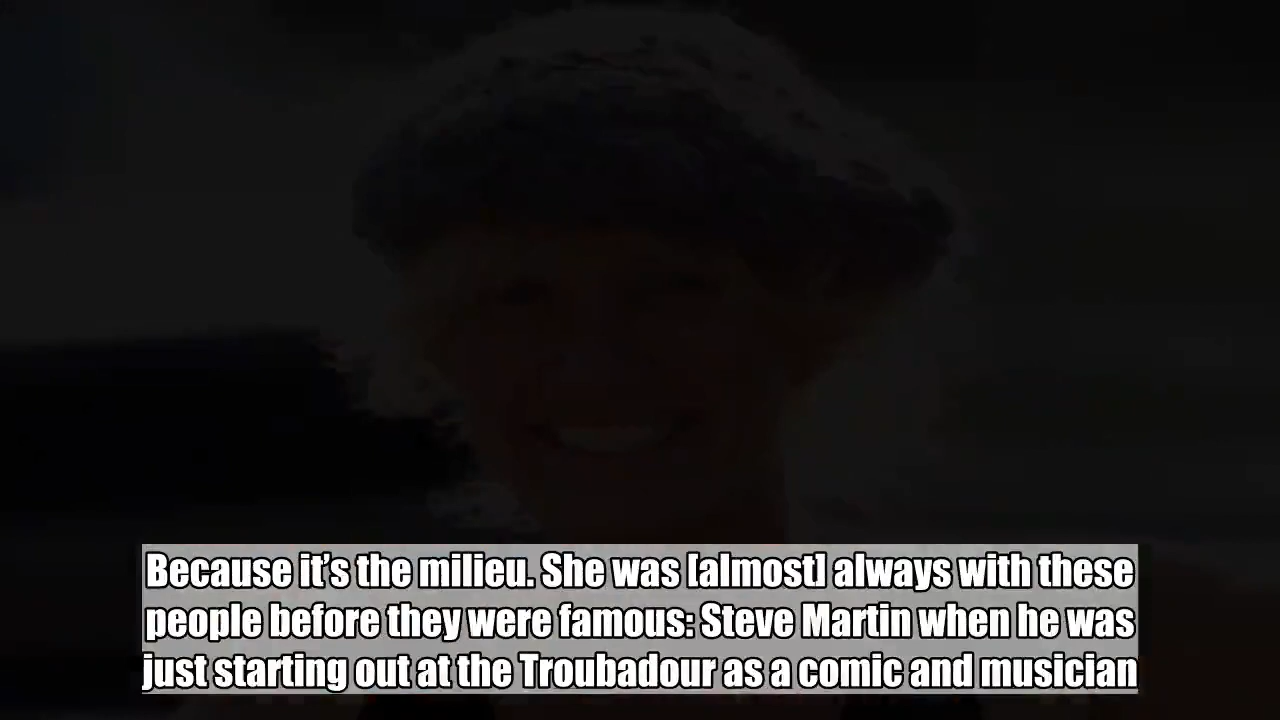 Because it’s the milieu. She was [almost] always with these
people before they were famous: Steve Martin when he was
just starting out at the Troubadour as a comic and musician